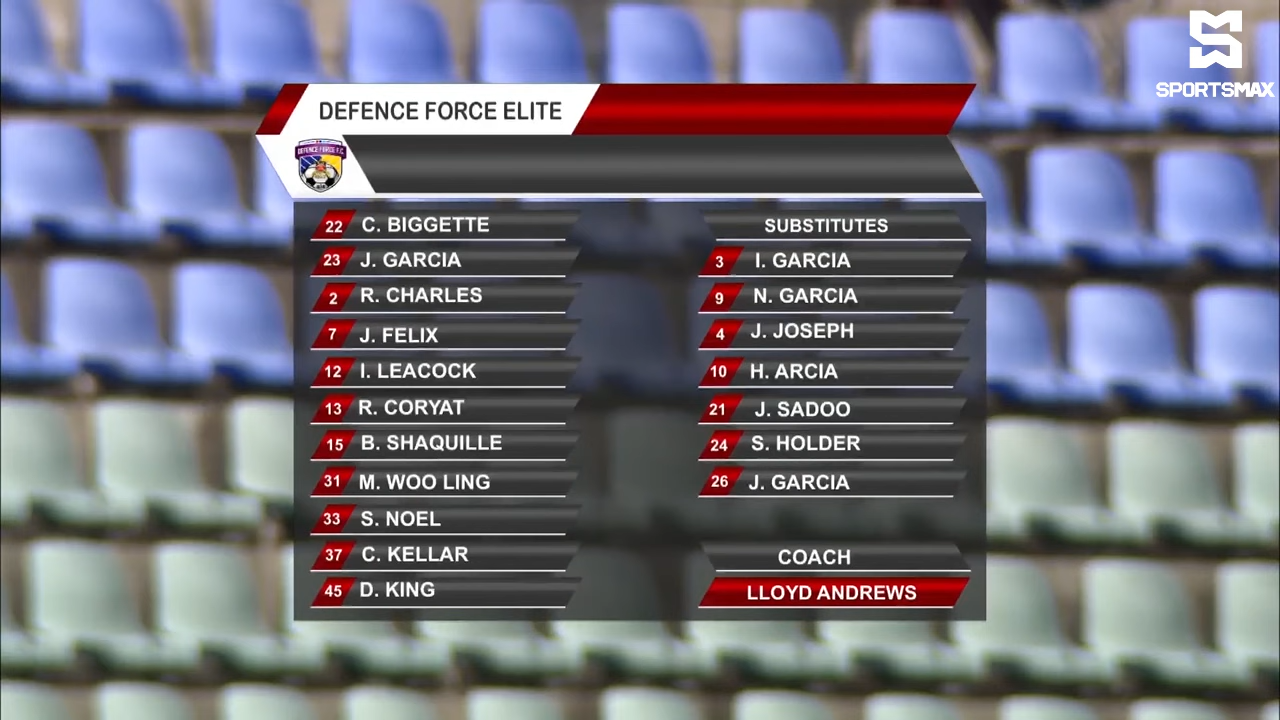 SPORTSMAX
DEFENCE FORCE ELITE
DEFENCE FORCE F.C.
22 C. BIGGETTE
23 J. GARCIA
2 R. CHARLES
7 J. FELIX
12 I. LEACOCK
13 R. CORYAT
15 B. SHAQUILLE
31 M. WOO LING
33 S. NOEL
37 C. KELLAR
45 D. KING
SUBSTITUTES
3 I. GARCIA
9 N. GARCIA
4 J. JOSEPH
10 H. ARCIA
21 J. SADOO
24 S. HOLDER
26 J. GARCIA
COACH
LLOYD ANDREWS